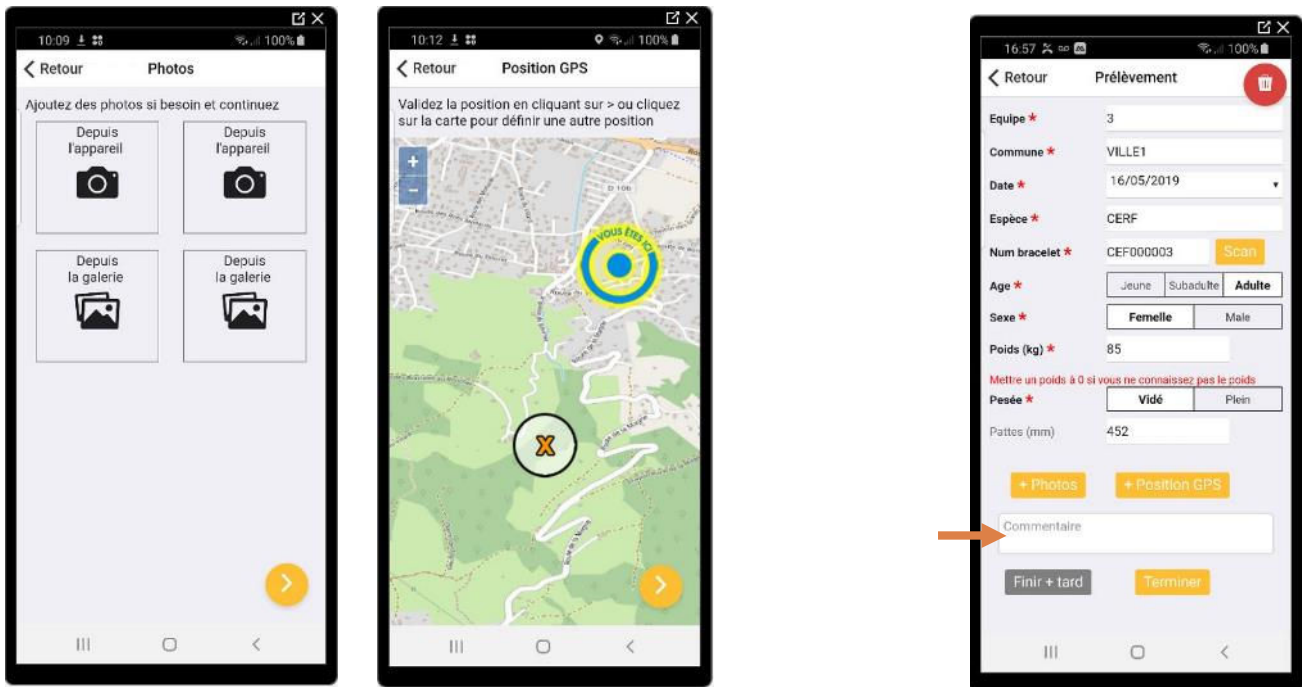 10:09
100%
Retour
Photos
Ajoutez des photos si besoin et continuez
Depuis
l'appareil
Depuis
l'appareil
Depuis
la galerie
Depuis
la galerie
10:12
100%
Retour
Position GPS
Validez la position en cliquant sur > ou cliquez
sur la carte pour définir une autre position
+
-
D 106
VOUS ÊTES ICI
X
16:57
100%
Retour
Prélèvement
Equipe *
3
Commune *
VILLE1
Date *
16/05/2019
Espèce *
CERF
Num bracelet *
CEF000003
Scan
Age *
Jeune
Subadulte
Adulte
Sexe *
Femelle
Male
Poids (kg) *
85
Mettre un poids à 0 si vous ne connaissez pas le poids
Pesée *
Vidé
Plein
Pattes (mm)
452
+ Photos
+ Position GPS
Commentaire
Finir + tard
Terminer